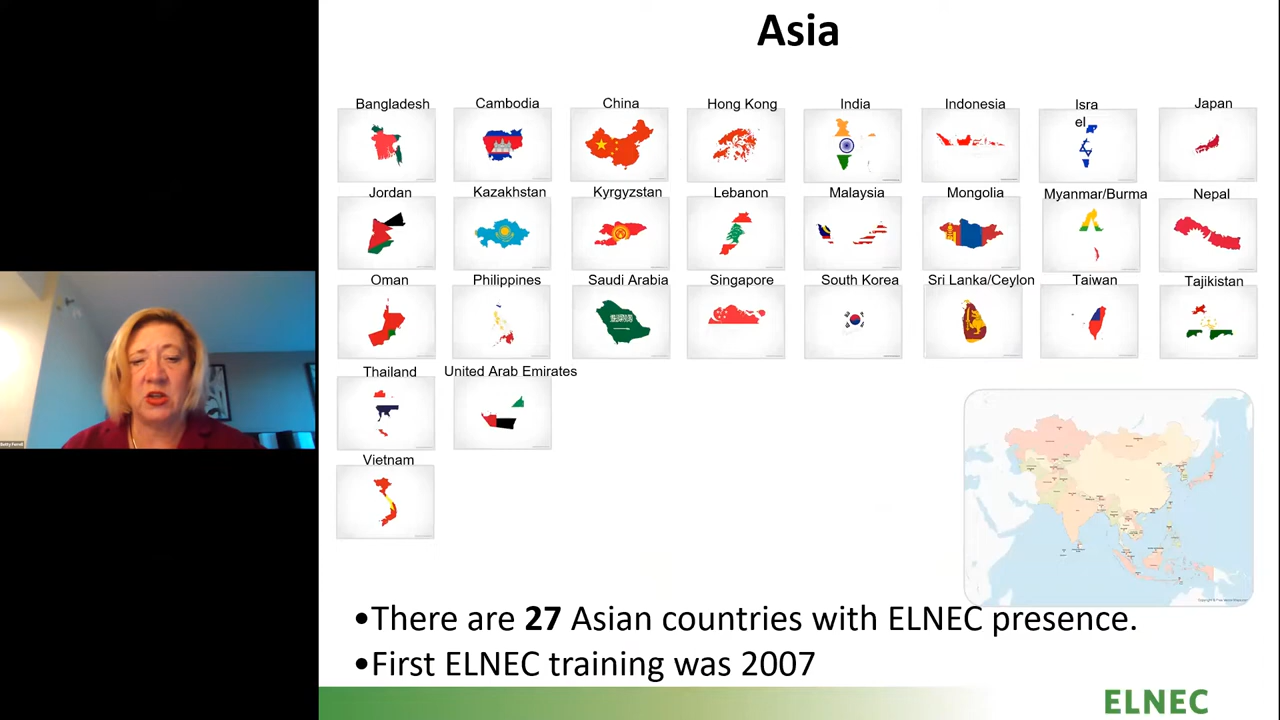 Asia
Bangladesh Cambodia China Hong Kong India Indonesia Isra Japan
el
Jordan Kazakhstan Kyrgyzstan Lebanon Malaysia Mongolia Myanmar/Burma Nepal
Oman Philippines Saudi Arabia Singapore South Korea Sri Lanka/Ceylon Taiwan Tajikistan
Thailand United Arab Emirates
Vietnam
•There are 27 Asian countries with ELNEC presence.
•First ELNEC training was 2007
ELNEC